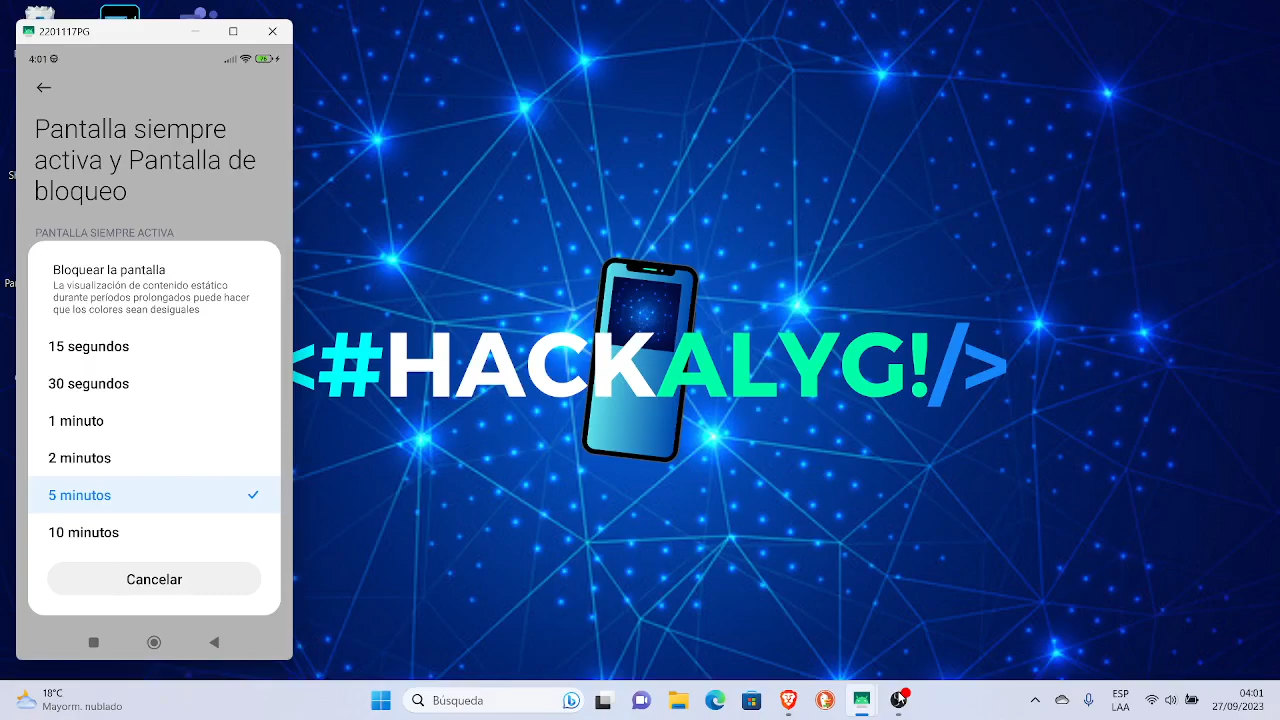 2201117PG
4:01
76
Pantalla siempre
activa y Pantalla de
bloqueo
PANTALLA SIEMPRE ACTIVA
Bloquear la pantalla
La visualización de contenido estático
durante períodos prolongados puede hacer
que los colores sean desiguales
15 segundos
30 segundos
1 minuto
2 minutos
5 minutos
10 minutos
Cancelar
<#HACKALYG!/>
18°C
Mayorm. nublado
Búsqueda
ESP
LAA
04:01
27/09/2023